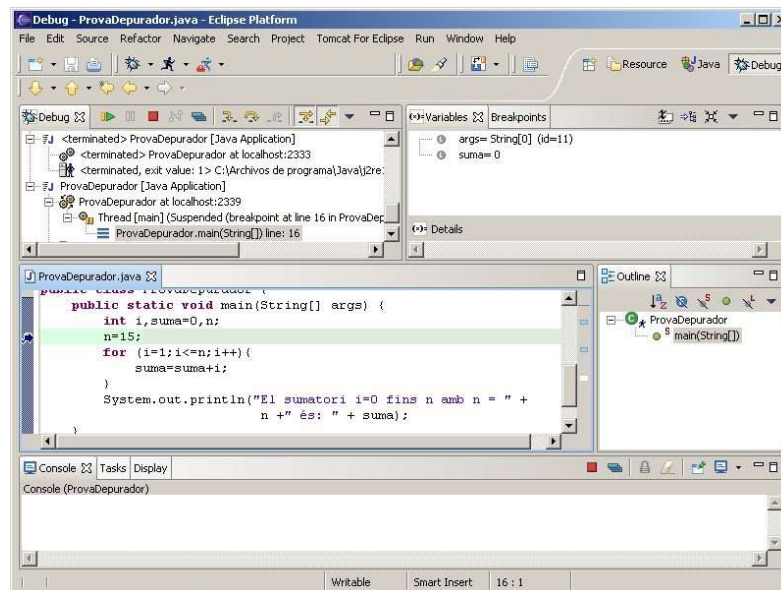 Debug - ProvaDepurador.java - Eclipse Platform
File Edit Source Refactor Navigate Search Project Tomcat For Eclipse Run Window Help
Resource Java Debug
Debug
<terminated> ProvaDepurador [Java Application]
<terminated> ProvaDepurador at localhost:2333
<terminated, exit value: 1> C:\Archivos de programa\Java\j2re
ProvaDepurador [Java Application]
ProvaDepurador at localhost:2339
Thread [main] (Suspended (breakpoint at line 16 in ProvaDep
ProvaDepurador.main(String[]) line: 16
Variables Breakpoints
args= String[0] (id=11)
suma= 0
Details
ProvaDepurador.java
public class ProvaDepurador {
public static void main(String[] args) {
int i,suma=0,n;
n=15;
for (i=1;i<=n;i++){
suma=suma+i;
}
System.out.println("El sumatori i=0 fins n amb n = " +
n +" és: " + suma);
}
Outline
ProvaDepurador
main(String[])
Console Tasks Display
Console (ProvaDepurador)
Writable Smart Insert 16 : 1